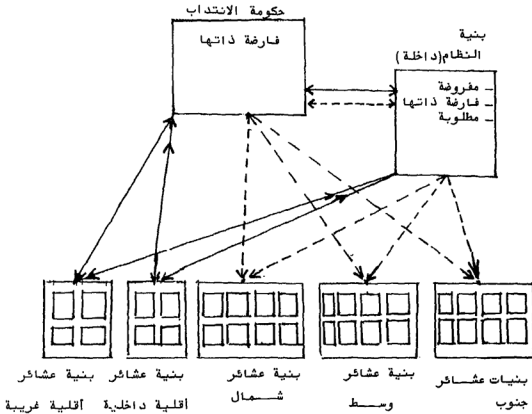 حكومة الانتداب
فارضة ذاتها
بنية
النظام (داخلة)
مفروضة -
فارضة ذاتها -
مطلوبة -
بنيات عشائر
جنوب
بنية عشائر
وسط
بنية عشائر
شمال
بنية عشائر
أقلية داخلية
بنية عشائر
أقلية غريبة